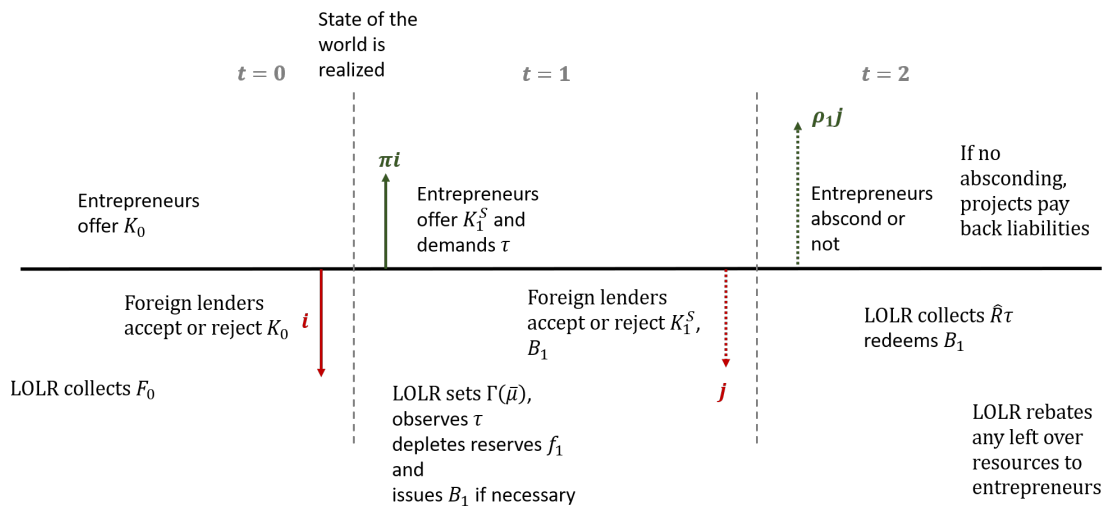 State of the
world is
realized
t = 0
t = 1
t = 2
πi
ρ₁j
Entrepreneurs
offer K₀
Entrepreneurs
offer K₁ˢ and
demands τ
Entrepreneurs
abscond or
not
If no
absconding,
projects pay
back liabilities
Foreign lenders
accept or reject K₀
i
Foreign lenders
accept or reject K₁ˢ,
B₁
j
LOLR collects R̂τ
redeems B₁
LOLR collects F₀
LOLR sets Γ(μ̄),
observes τ
depletes reserves f₁
and
issues B₁ if necessary
LOLR rebates
any left over
resources to
entrepreneurs